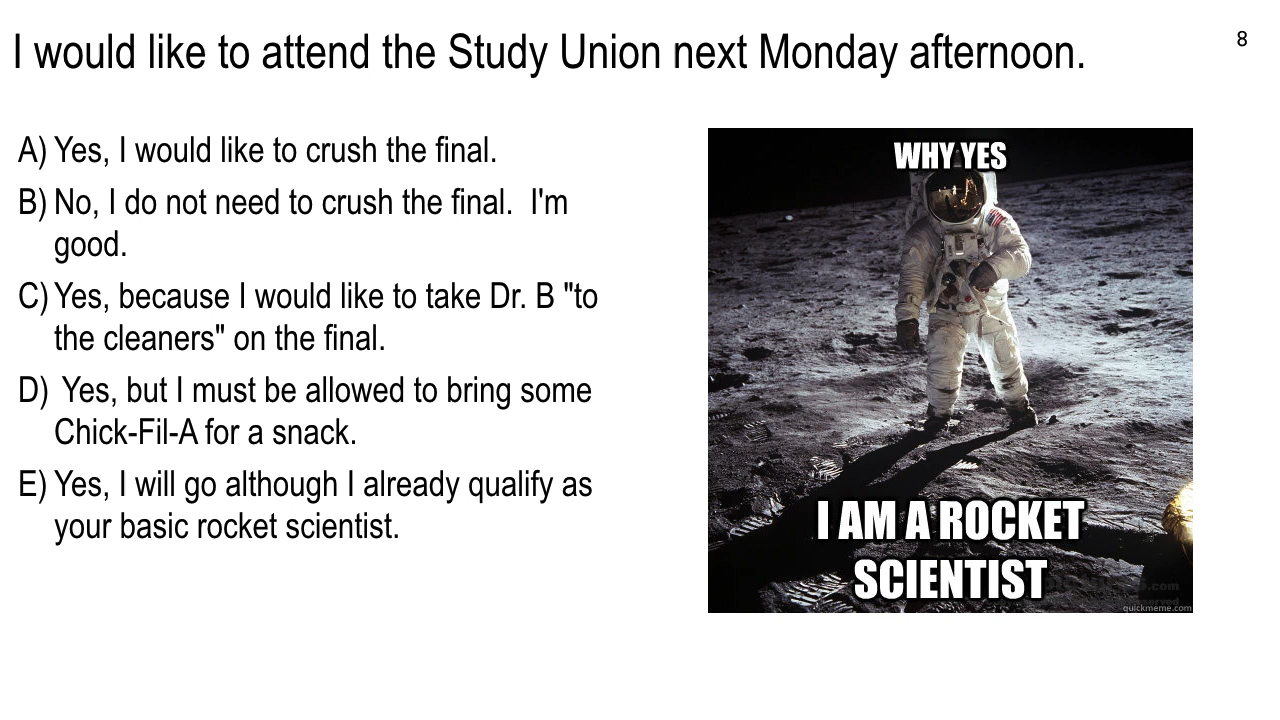 I would like to attend the Study Union next Monday afternoon.
8
A) Yes, I would like to crush the final.
B) No, I do not need to crush the final.  I'm
good.
C) Yes, because I would like to take Dr. B "to
the cleaners" on the final.
D)  Yes, but I must be allowed to bring some
Chick-Fil-A for a snack.
E) Yes, I will go although I already qualify as
your basic rocket scientist.
WHY YES
I AM A ROCKET
SCIENTIST
quickmeme.com